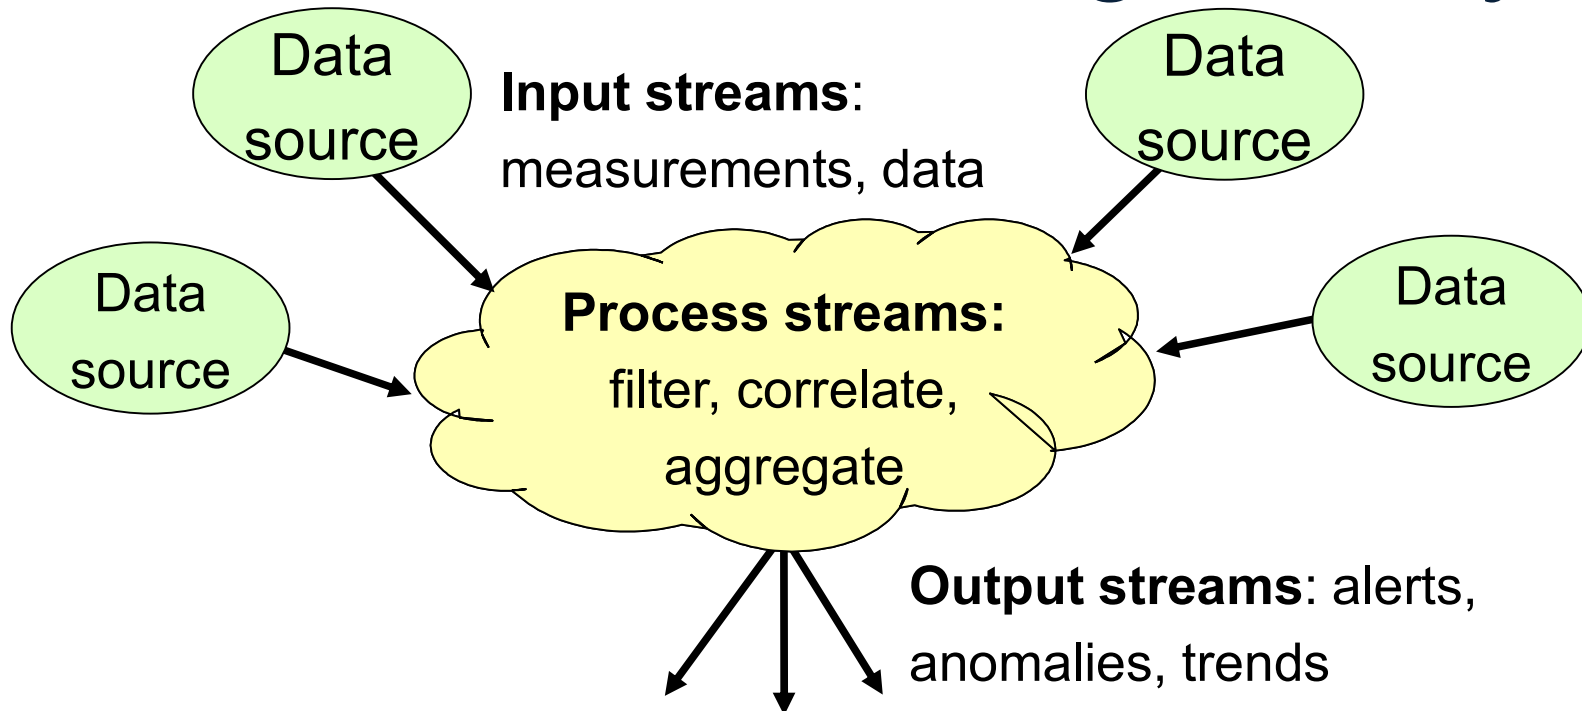 Data
source
Input streams:
measurements, data
Data
source
Data
source
Process streams:
filter, correlate,
aggregate
Data
source
Output streams: alerts,
anomalies, trends